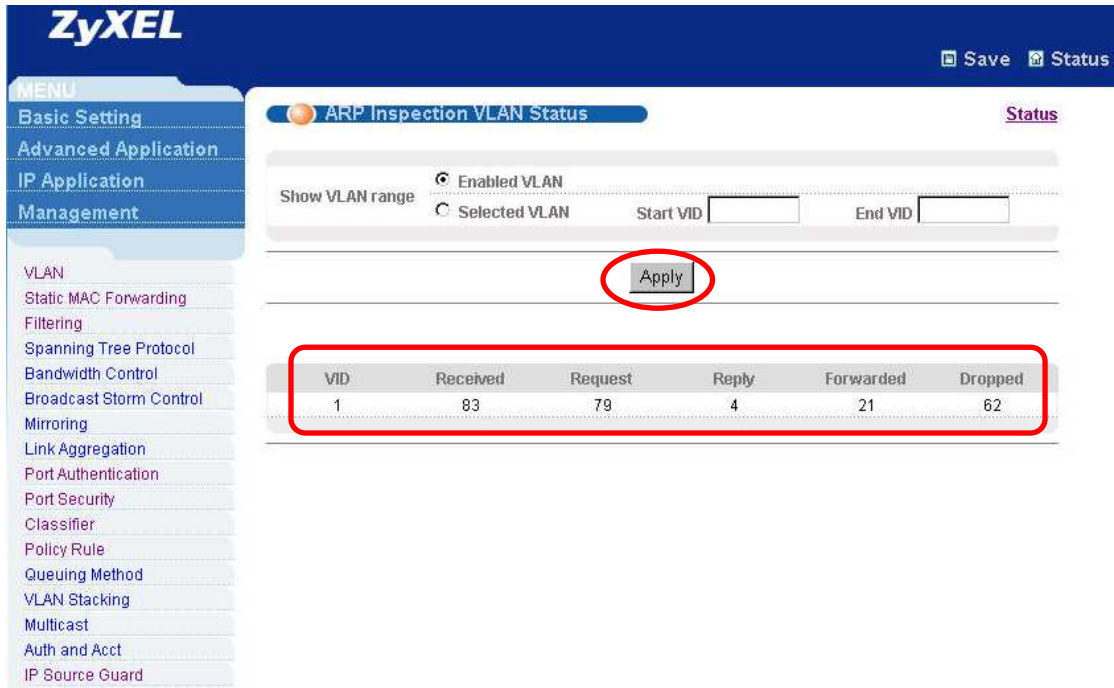 ZyXEL
Save Status
MENU
Basic Setting
Advanced Application
IP Application
Management
VLAN
Static MAC Forwarding
Filtering
Spanning Tree Protocol
Bandwidth Control
Broadcast Storm Control
Mirroring
Link Aggregation
Port Authentication
Port Security
Classifier
Policy Rule
Queuing Method
VLAN Stacking
Multicast
Auth and Acct
IP Source Guard
ARP Inspection VLAN Status
Status
Show VLAN range
Enabled VLAN
Selected VLAN Start VID End VID
Apply
VID Received Request Reply Forwarded Dropped
1 83 79 4 21 62